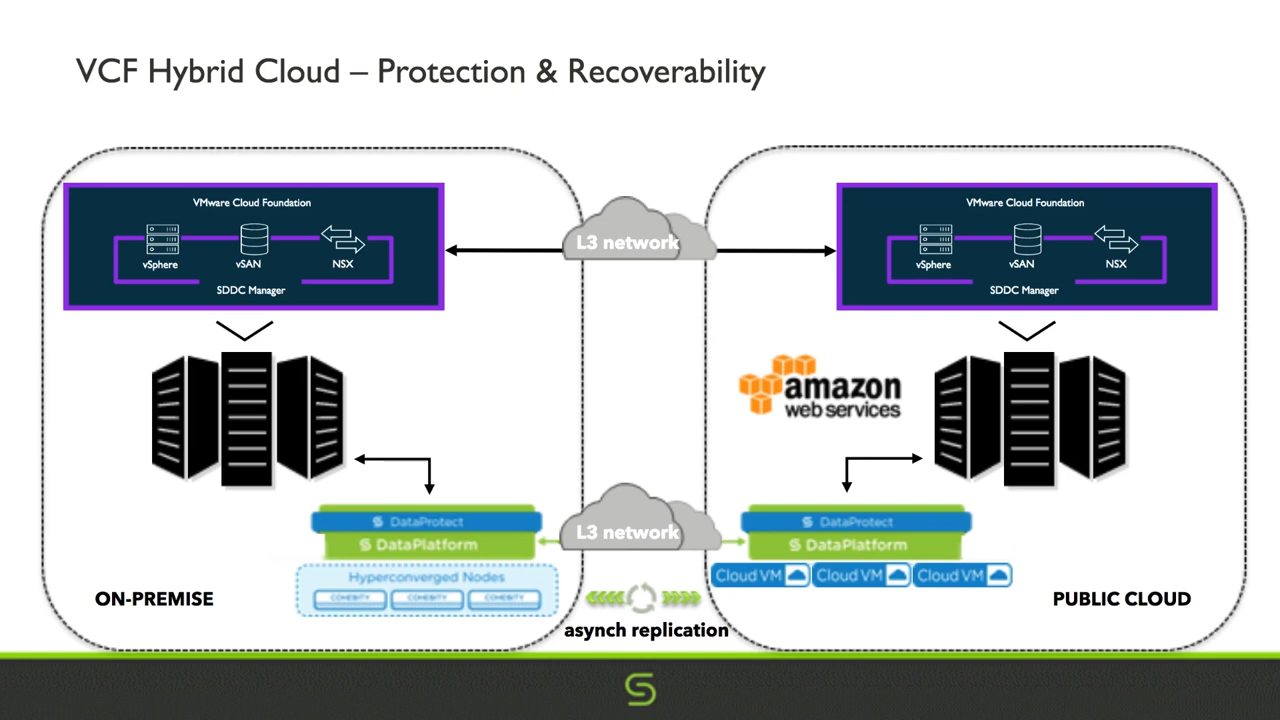 VCF Hybrid Cloud – Protection & Recoverability
VMware Cloud Foundation
vSphere
vSAN
NSX
SDDC Manager
L3 network
VMware Cloud Foundation
vSphere
vSAN
NSX
SDDC Manager
amazon
web services
DataProtect
DataPlatform
Hyperconverged Nodes
COHESITY
COHESITY
COHESITY
ON-PREMISE
L3 network
asynch replication
DataProtect
DataPlatform
Cloud VM
Cloud VM
Cloud VM
PUBLIC CLOUD